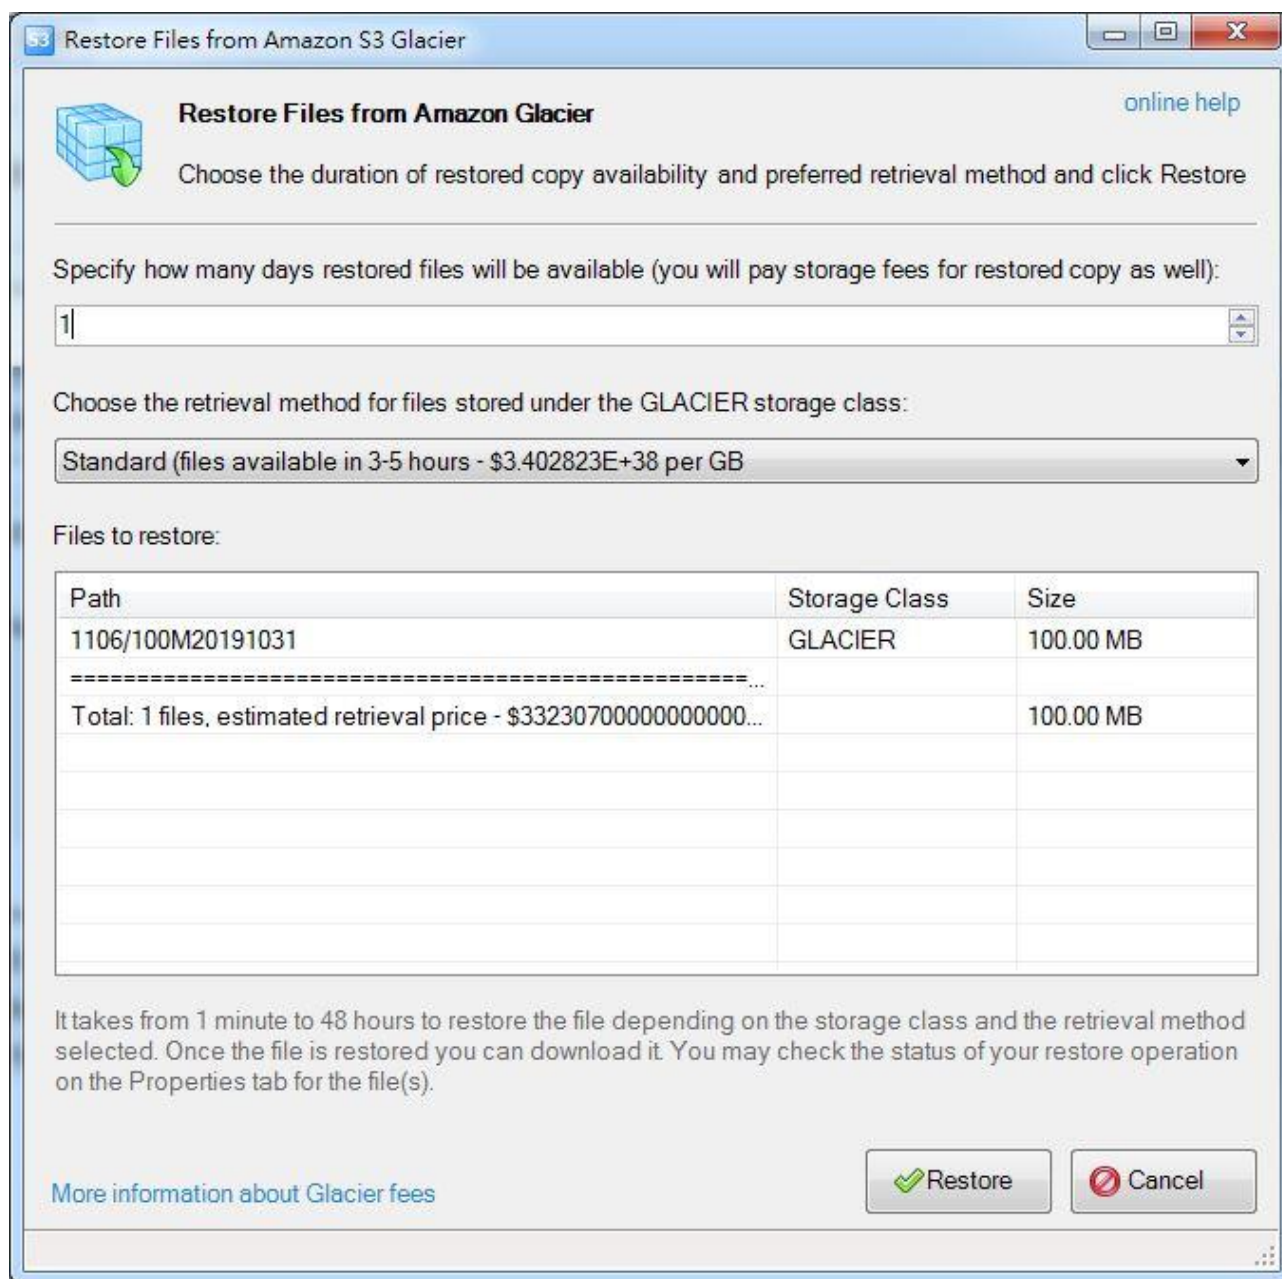 S3 Restore Files from Amazon S3 Glacier
Restore Files from Amazon Glacier
online help
Choose the duration of restored copy availability and preferred retrieval method and click Restore
Specify how many days restored files will be available (you will pay storage fees for restored copy as well):
1
Choose the retrieval method for files stored under the GLACIER storage class:
Standard (files available in 3-5 hours - $3.402823E+38 per GB
Files to restore:
Path Storage Class Size
1106/100M20191031 GLACIER 100.00 MB
===================================================...
Total: 1 files, estimated retrieval price - $33230700000000000... 100.00 MB
It takes from 1 minute to 48 hours to restore the file depending on the storage class and the retrieval method
selected. Once the file is restored you can download it. You may check the status of your restore operation
on the Properties tab for the file(s).
More information about Glacier fees
Restore
Cancel